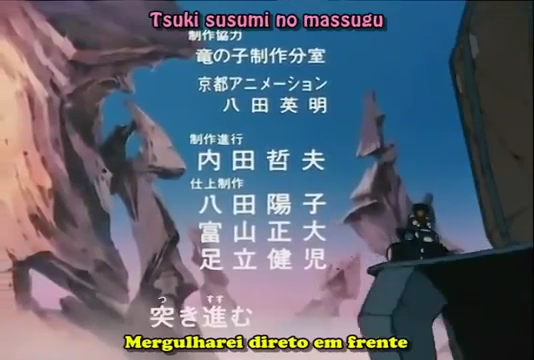 Tsuki susumi no massugu
制作協力
竜の子制作分室
京都アニメーション
八田英明
制作進行
内田哲夫
仕上制作
八田陽子
富山正大
足立健児
つ すす
突き進む
Mergulharei direto em frente